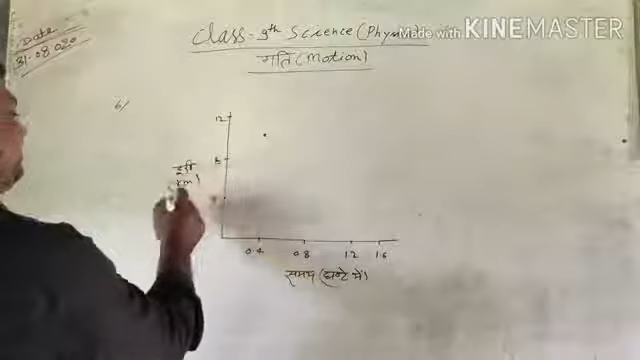 Date
31-08-020
Class-9th Science (Phy
Made with KINEMASTER
गति (Motion)
6/
12
8
दूरी
(km)
0.4 0.8 1.2 1.6
समय (घण्टे में)